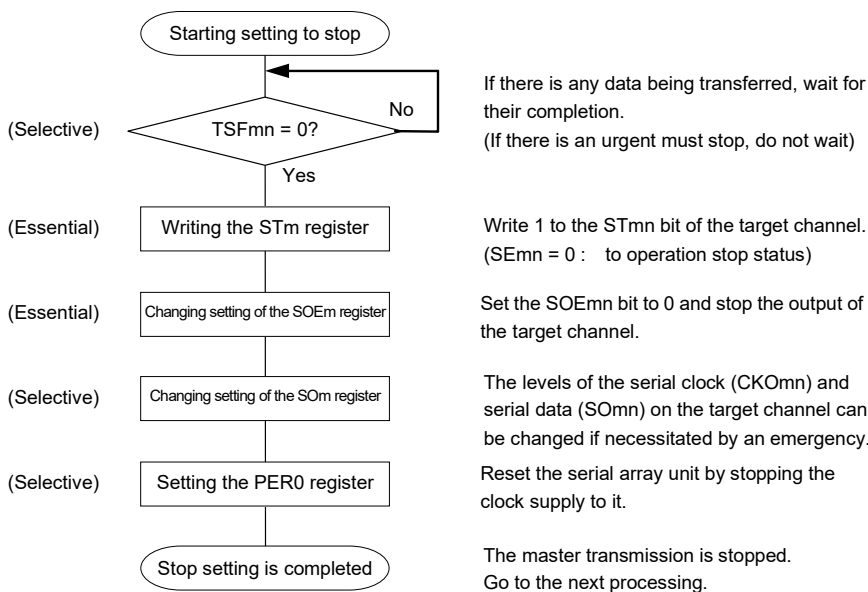 Starting setting to stop
If there is any data being transferred, wait for
their completion.
(If there is an urgent must stop, do not wait)
(Selective)
TSFmn = 0?
No
Yes
(Essential)
Writing the STm register
Write 1 to the STmn bit of the target channel.
(SEmn = 0 : to operation stop status)
(Essential)
Changing setting of the SOEm register
Set the SOEmn bit to 0 and stop the output of
the target channel.
(Selective)
Changing setting of the SOm register
The levels of the serial clock (CKOmn) and
serial data (SOmn) on the target channel can
be changed if necessitated by an emergency.
(Selective)
Setting the PER0 register
Reset the serial array unit by stopping the
clock supply to it.
Stop setting is completed
The master transmission is stopped.
Go to the next processing.